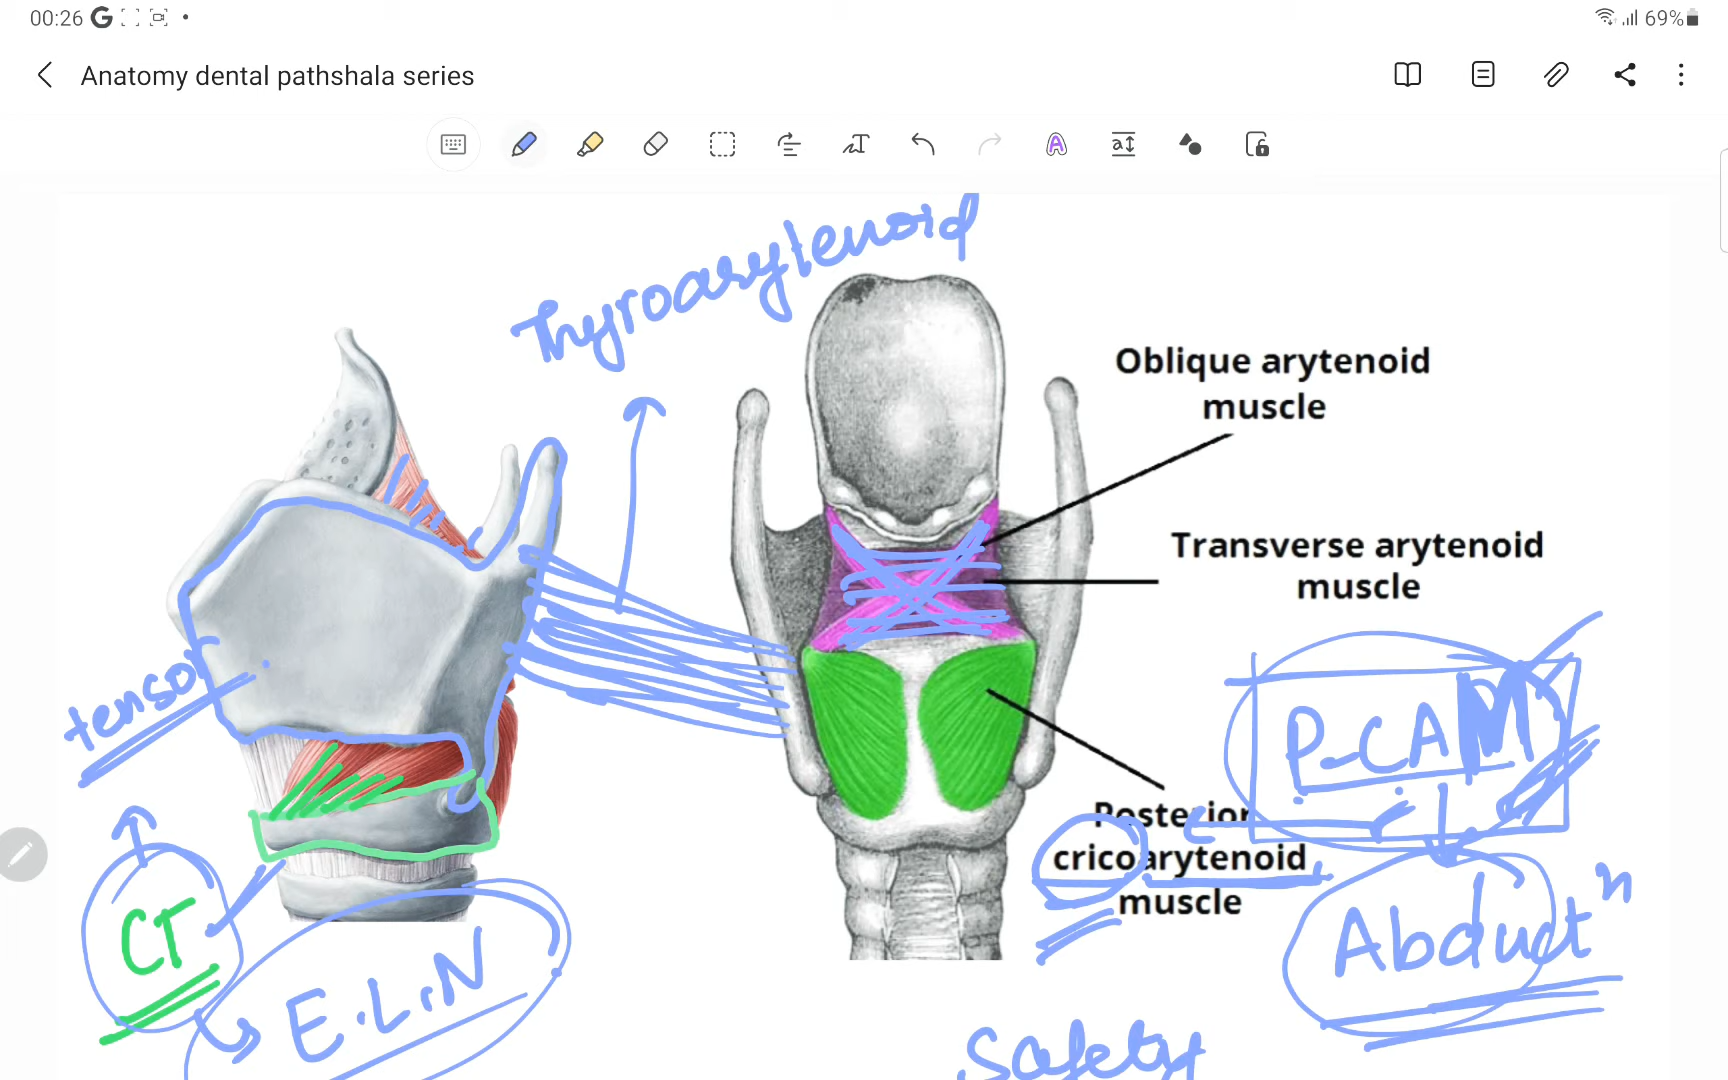 00:26 G
69%
Anatomy dental pathshala series
Thyroarytenoid
Oblique arytenoid
muscle
Transverse arytenoid
muscle
tensor
P-CAM
Posterior
cricoarytenoid
muscle
CT
E.L.N
Abductn
Safety